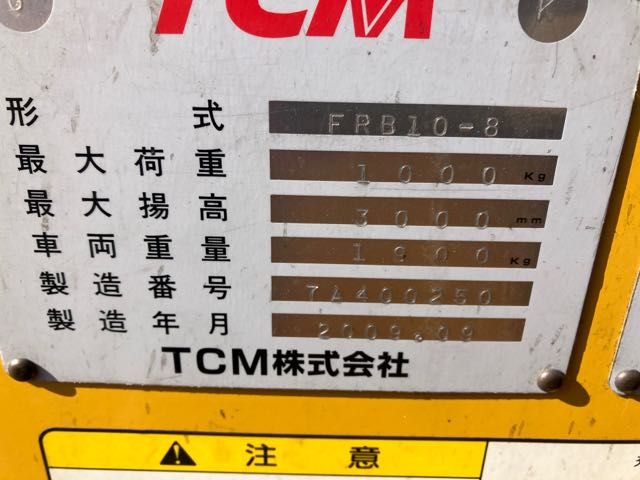 TCM
形式 FRB10-8
最大荷重 1000 Kg
最大揚高 3000 mm
車両重量 1900 Kg
製造番号 7A400250
製造年月 2009.09
TCM株式会社
注意